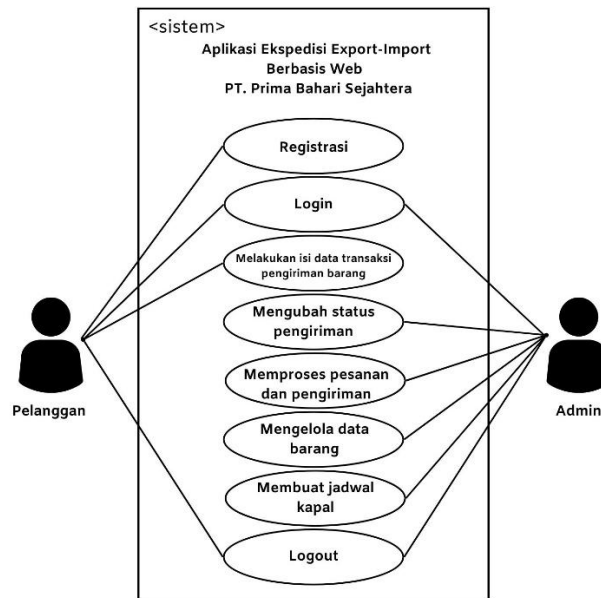 <sistem>
Aplikasi Ekspedisi Export-Import
Berbasis Web
PT. Prima Bahari Sejahtera
Registrasi
Login
Melakukan isi data transaksi
pengiriman barang
Mengubah status
pengiriman
Memproses pesanan
dan pengiriman
Mengelola data
barang
Membuat jadwal
kapal
Logout
Pelanggan
Admin